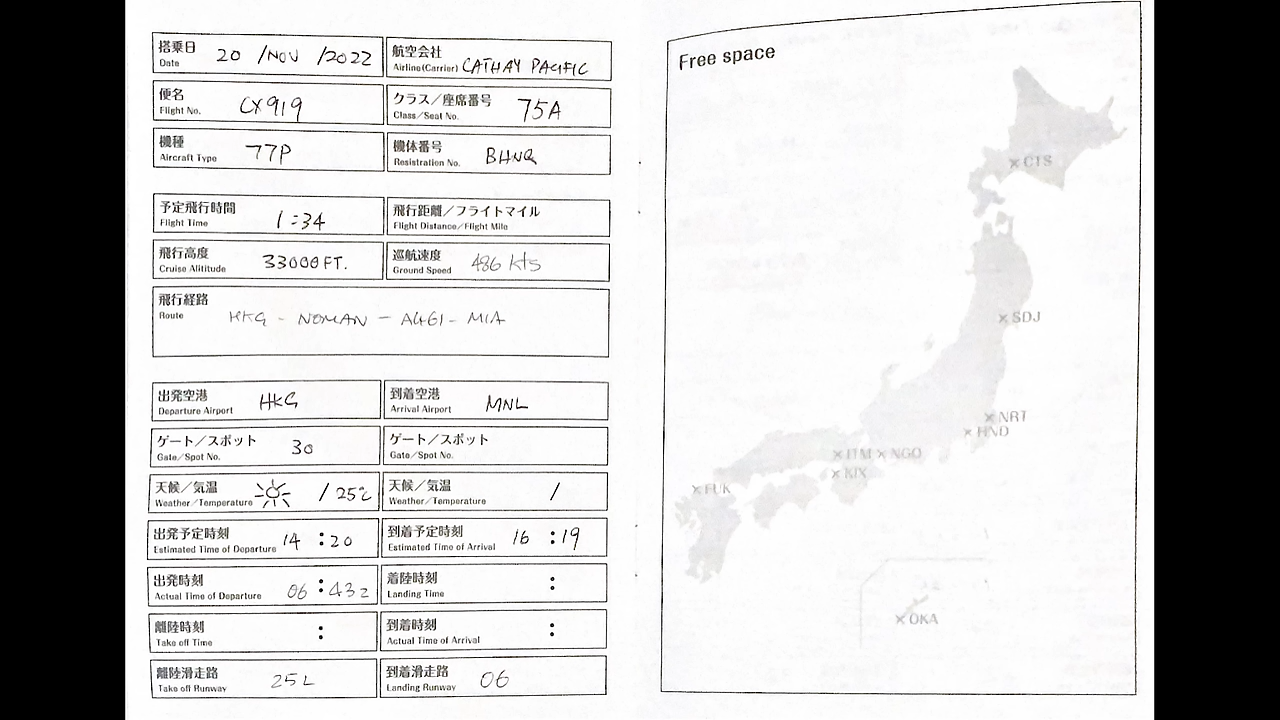 搭乗日
Date
20 /NOV /2022
航空会社
Airline(Carrier)
CATHAY PACIFIC
便名
Flight No.
CX919
クラス／座席番号
Class/Seat No.
75A
機種
Aircraft Type
77P
機体番号
Resistration No.
BHNQ
予定飛行時間
Flight Time
1:34
飛行距離／フライトマイル
Flight Distance/Flight Mile
飛行高度
Cruise Alititude
33000FT.
巡航速度
Ground Speed
486 kts
飛行経路
Route
HKG - NOMAN - - MIA
出発空港
Departure Airport
HKG
到着空港
Arrival Airport
MNL
ゲート／スポット
Gate/Spot No.
30
ゲート／スポット
Gate/Spot No.
天候／気温
Weather/Temperature
/ 25℃
天候／気温
Weather/Temperature
/
出発予定時刻
Estimated Time of Departure
14 : 20
到着予定時刻
Estimated Time of Arrival
16 : 19
出発時刻
Actual Time of Departure
06 : 43z
着陸時刻
Landing Time
:
離陸時刻
Take off Time
:
到着時刻
Actual Time of Arrival
:
離陸滑走路
Take off Runway
25L
到着滑走路
Landing Runway
06
Free space
×CTS
×SDJ
×NRT
×HND
×ITM ×NGO
×KIX
×FUK
×OKA